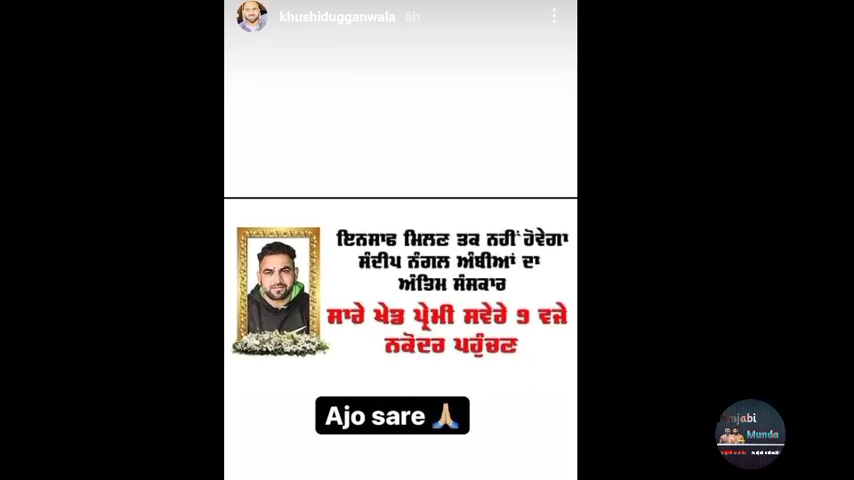 khushidugganwala 6h
ਇਨਸਾਫ ਮਿਲਣ ਤਕ ਨਹੀਂ ਹੋਵੇਗਾ
ਸੰਦੀਪ ਨੰਗਲ ਅੰਬੀਆਂ ਦਾ
ਅੰਤਿਮ ਸੰਸਕਾਰ
ਸਾਰੇ ਖੇਡ ਪ੍ਰੇਮੀ ਸਵੇਰੇ 9 ਵਜੇ
ਨਕੋਦਰ ਪਹੁੰਚਣ
Ajo sare 🙏🏼
Munda